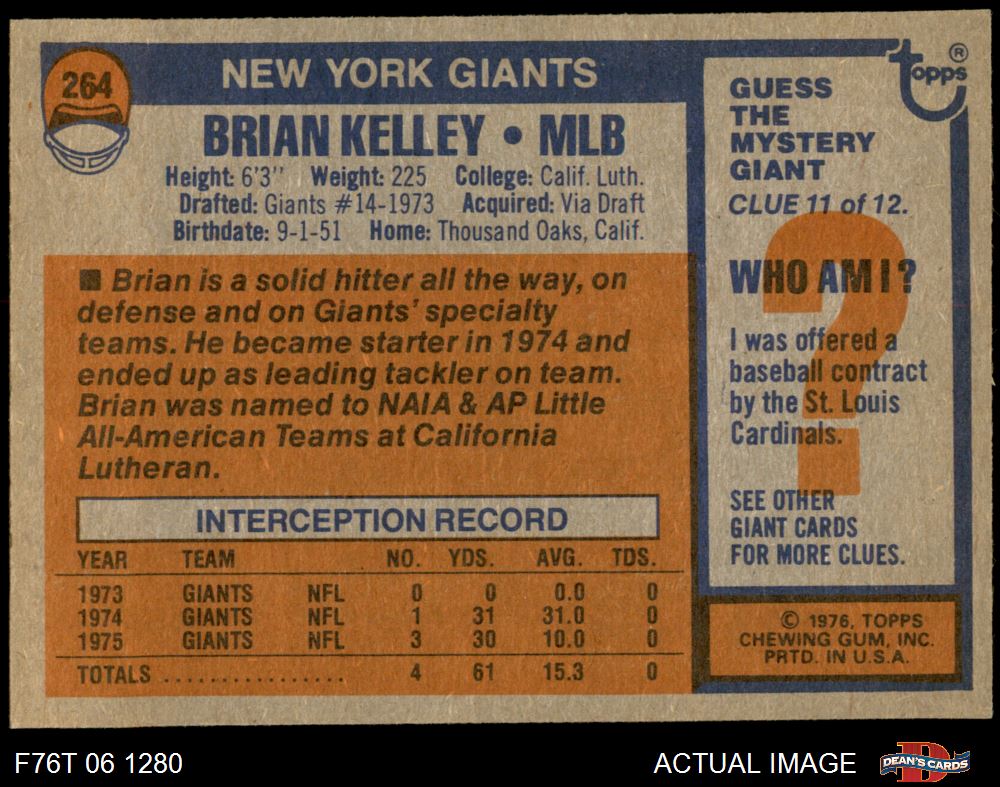 264
NEW YORK GIANTS
BRIAN KELLEY • MLB
Height: 6'3'' Weight: 225 College: Calif. Luth.
Drafted: Giants #14-1973 Acquired: Via Draft
Birthdate: 9-1-51 Home: Thousand Oaks, Calif.
■ Brian is a solid hitter all the way, on
defense and on Giants' specialty
teams. He became starter in 1974 and
ended up as leading tackler on team.
Brian was named to NAIA & AP Little
All-American Teams at California
Lutheran.
INTERCEPTION RECORD
YEAR TEAM NO. YDS. AVG. TDS.
1973 GIANTS NFL 0 0 0.0 0
1974 GIANTS NFL 1 31 31.0 0
1975 GIANTS NFL 3 30 10.0 0
TOTALS ................ 4 61 15.3 0
topps ®
GUESS
THE
MYSTERY
GIANT
CLUE 11 of 12.
?
WHO AM I?
I was offered a
baseball contract
by the St. Louis
Cardinals.
SEE OTHER
GIANT CARDS
FOR MORE CLUES.
© 1976, TOPPS
CHEWING GUM, INC.
PRTD. IN U.S.A.
F76T 06 1280
ACTUAL IMAGE
D
DEAN'S CARDS